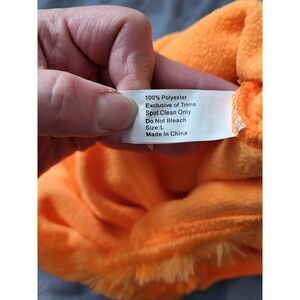 100% Polyester
Exclusive of Trims
Spot Clean Only
Do Not Bleach
Size:L
Made in China